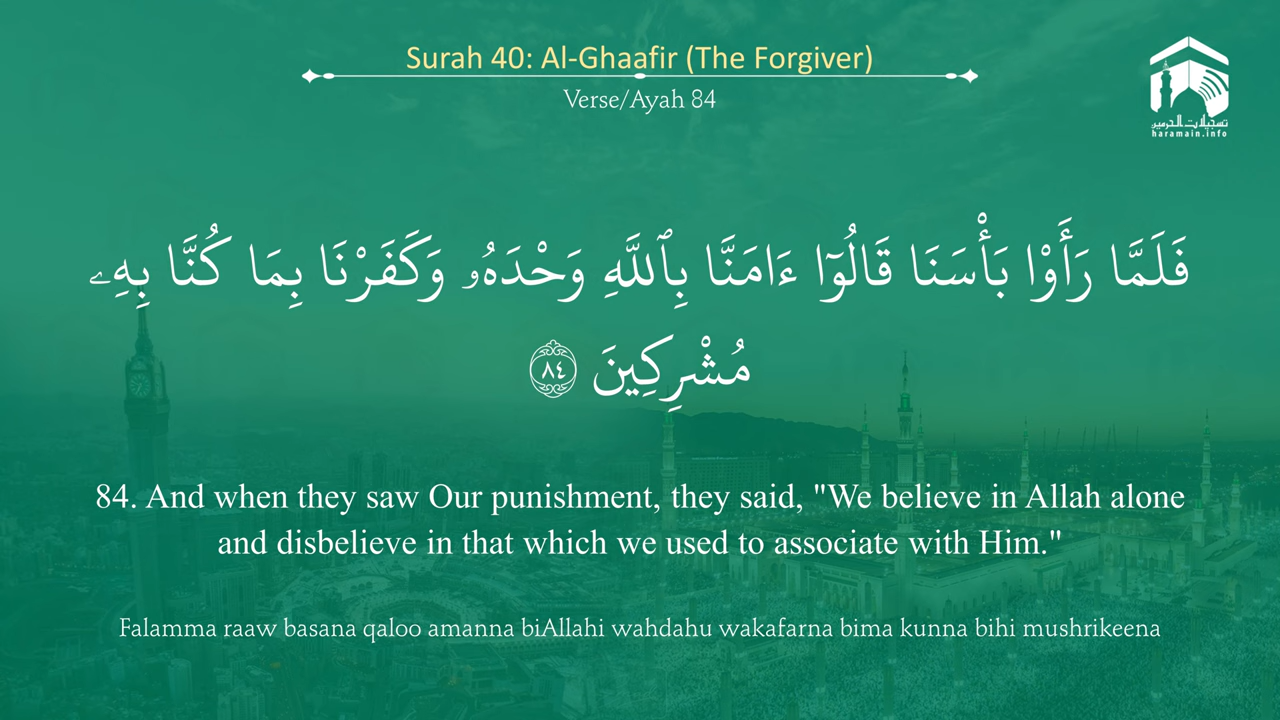 Surah 40: Al-Ghaafir (The Forgiver)
Verse/Ayah 84
تسجيلات الحرمين
haramain.info
فَلَمَّا رَأَوْا۟ بَأْسَنَا قَالُوٓا۟ ءَامَنَّا بِٱللَّهِ وَحْدَهُۥ وَكَفَرْنَا بِمَا كُنَّا بِهِۦ
مُشْرِكِينَ ٨٤
84. And when they saw Our punishment, they said, "We believe in Allah alone
and disbelieve in that which we used to associate with Him."
Falamma raaw basana qaloo amanna biAllahi wahdahu wakafarna bima kunna bihi mushrikeena